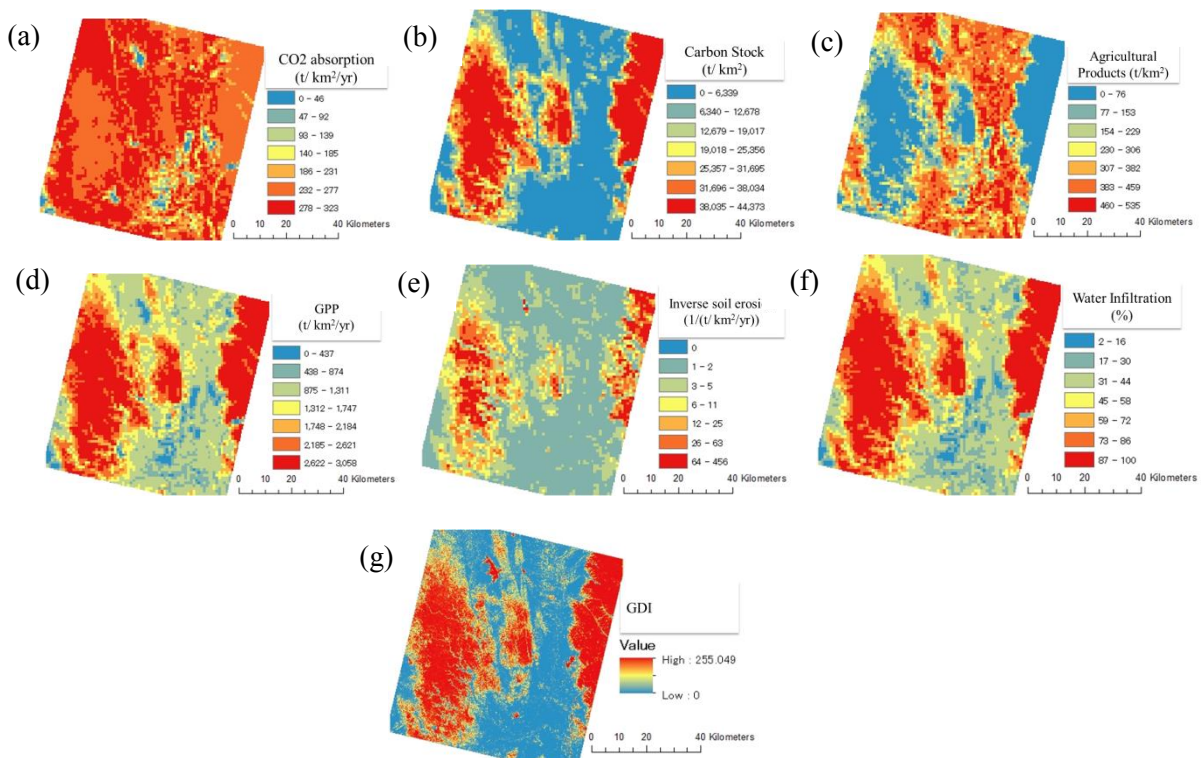 (a)
CO2 absorption
(t/ km²/yr)
0 – 46
47 – 92
93 – 139
140 – 185
186 – 231
232 – 277
278 – 323
0 10 20 40 Kilometers
(b)
Carbon Stock
(t/ km²)
0 – 6,339
6,340 – 12,678
12,679 – 19,017
19,018 – 25,356
25,357 – 31,695
31,696 – 38,034
38,035 – 44,373
0 10 20 40 Kilometers
(c)
Agricultural
Products (t/km²)
0 – 76
77 – 153
154 – 229
230 – 306
307 – 382
383 – 459
460 – 535
0 10 20 40 Kilometers
(d)
GPP
(t/ km²/yr)
0 – 437
438 – 874
875 – 1,311
1,312 – 1,747
1,748 – 2,184
2,185 – 2,621
2,622 – 3,058
0 10 20 40 Kilometers
(e)
Inverse soil erosi
(1/(t/ km²/yr))
0
1 – 2
3 – 5
6 – 11
12 – 25
26 – 63
64 – 456
0 10 20 40 Kilometers
(f)
Water Infiltration
(%)
2 – 16
17 – 30
31 – 44
45 – 58
59 – 72
73 – 86
87 – 100
0 10 20 40 Kilometers
(g)
GDI
Value
High : 255.049
Low : 0
0 10 20 40 Kilometers